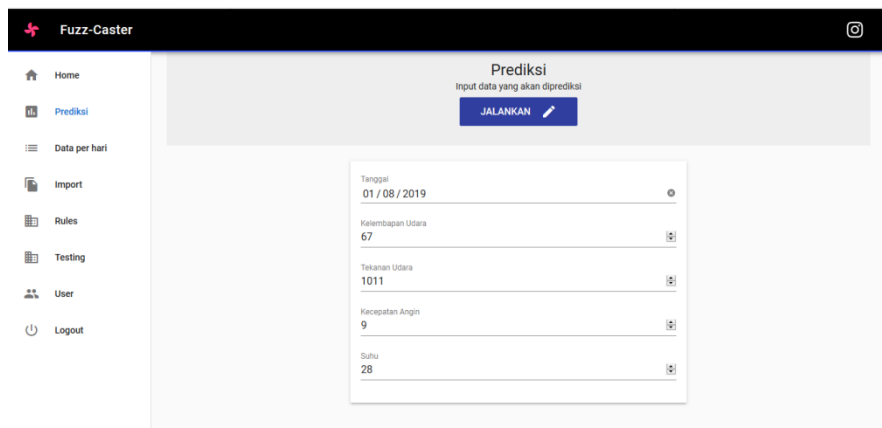 Fuzz-Caster
Home
Prediksi
Data per hari
Import
Rules
Testing
User
Logout
Prediksi
Input data yang akan diprediksi
JALANKAN
Tanggal
01 / 08 / 2019
Kelembapan Udara
67
Tekanan Udara
1011
Kecepatan Angin
9
Suhu
28